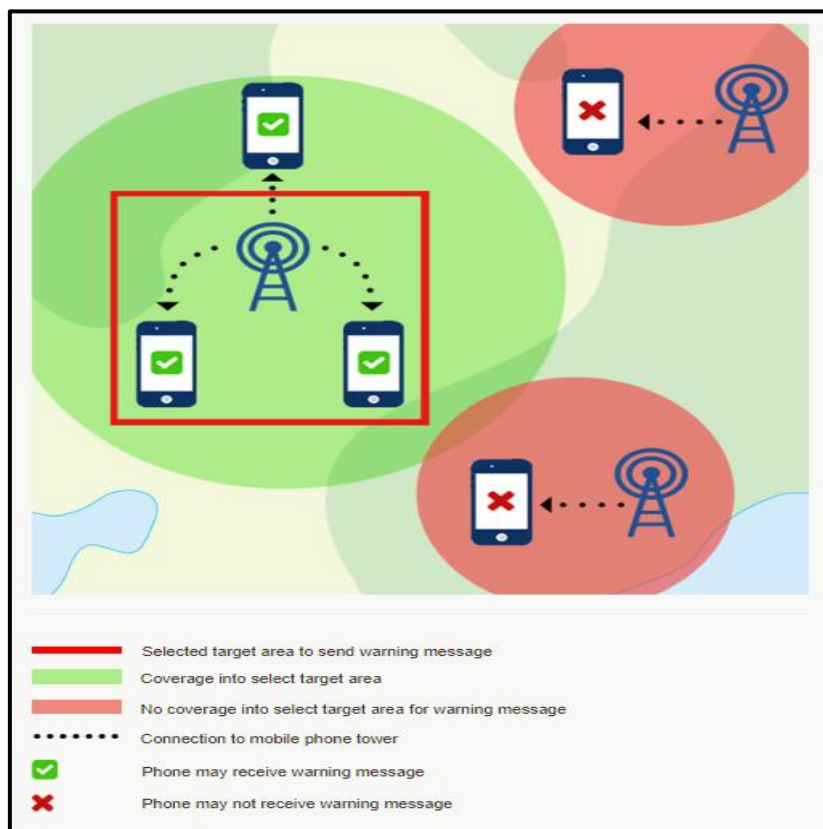 Selected target area to send warning message
Coverage into select target area
No coverage into select target area for warning message
Connection to mobile phone tower
Phone may receive warning message
Phone may not receive warning message